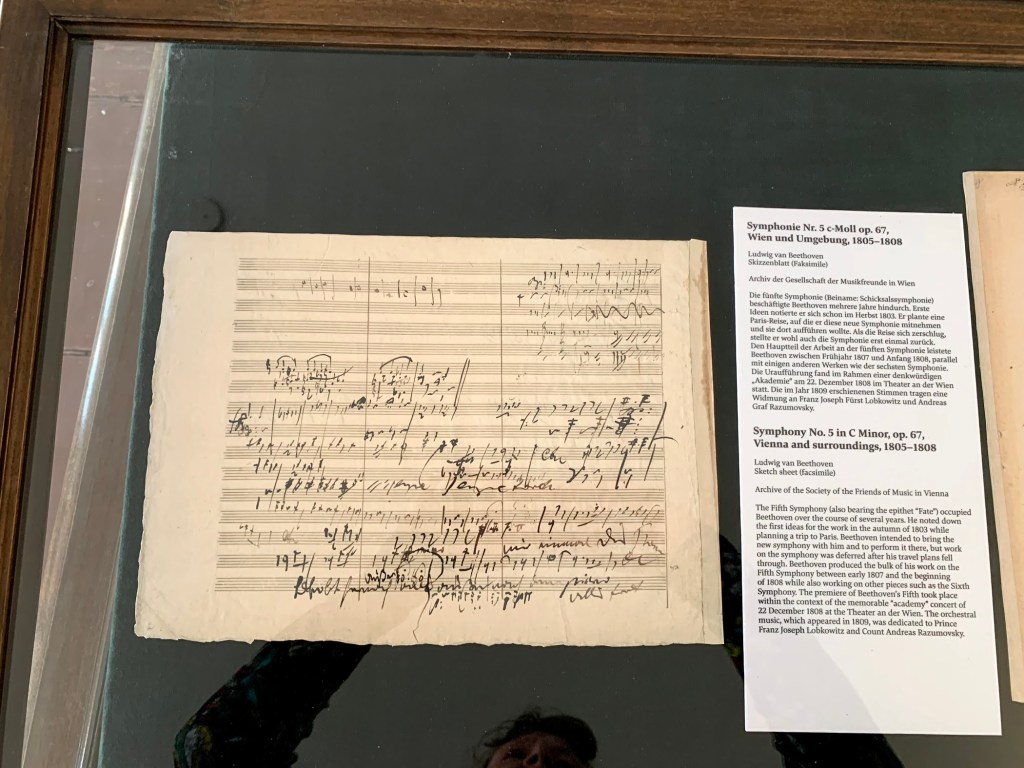 Symphonie Nr. 5 c-Moll op. 67,
Wien und Umgebung, 1805–1808
Ludwig van Beethoven
Skizzenblatt (Faksimile)
Archiv der Gesellschaft der Musikfreunde in Wien
Die fünfte Symphonie (Beiname: Schicksalssymphonie)
beschäftigte Beethoven mehrere Jahre hindurch. Erste
Ideen notierte er sich schon im Herbst 1803. Er plante eine
Paris-Reise, auf die er diese neue Symphonie mitnehmen
und sie dort aufführen wollte. Als die Reise sich zerschlug,
stellte er wohl auch die Symphonie erst einmal zurück.
Den Hauptteil der Arbeit an der fünften Symphonie leistete
Beethoven zwischen Frühjahr 1807 und Anfang 1808, parallel
mit einigen anderen Werken wie der sechsten Symphonie.
Die Uraufführung fand im Rahmen einer denkwürdigen
„Akademie“ am 22. Dezember 1808 im Theater an der Wien
statt. Die im Jahr 1809 erschienenen Stimmen tragen eine
Widmung an Franz Joseph Fürst Lobkowitz und Andreas
Graf Razumovsky.
Symphony No. 5 in C Minor, op. 67,
Vienna and surroundings, 1805–1808
Ludwig van Beethoven
Sketch sheet (facsimile)
Archive of the Society of the Friends of Music in Vienna
The Fifth Symphony (also bearing the epithet "Fate") occupied
Beethoven over the course of several years. He noted down
the first ideas for the work in the autumn of 1803 while
planning a trip to Paris. Beethoven intended to bring the
new symphony with him and to perform it there, but work
on the symphony was deferred after his travel plans fell
through. Beethoven produced the bulk of his work on the
Fifth Symphony between early 1807 and the beginning
of 1808 while also working on other pieces such as the Sixth
Symphony. The premiere of Beethoven's Fifth took place
within the context of the memorable "academy" concert of
22 December 1808 at the Theater an der Wien. The orchestral
music, which appeared in 1809, was dedicated to Prince
Franz Joseph Lobkowitz and Count Andreas Razumovsky.